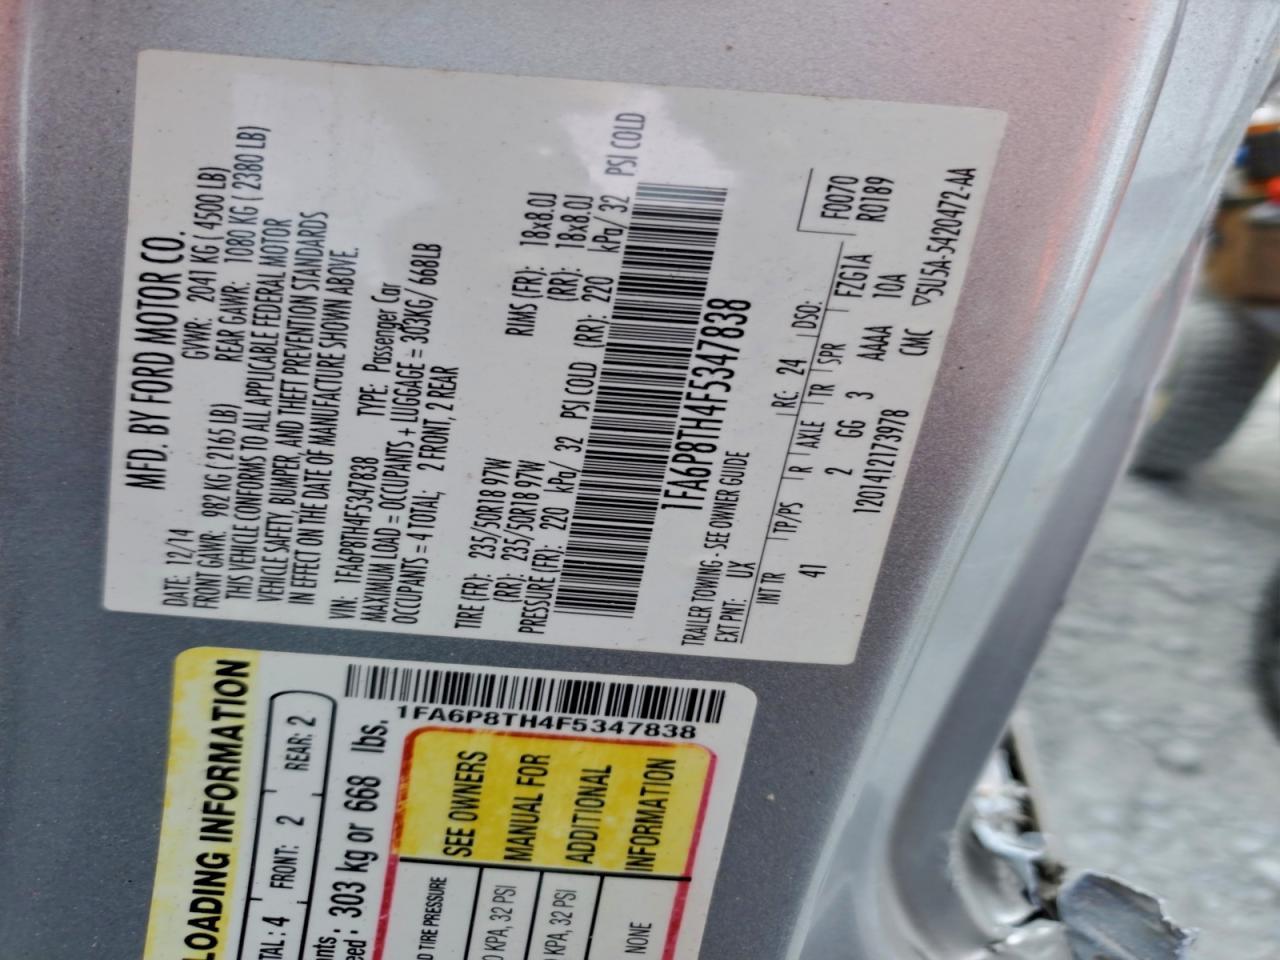 MFD. BY FORD MOTOR CO.
DATE: 12/14 GVWR: 2041 KG ( 4500 LB)
FRONT GAWR: 982 KG ( 2165 LB) REAR GAWR: 1080 KG ( 2380 LB)
THIS VEHICLE CONFORMS TO ALL APPLICABLE FEDERAL MOTOR
VEHICLE SAFETY, BUMPER, AND THEFT PREVENTION STANDARDS
IN EFFECT ON THE DATE OF MANUFACTURE SHOWN ABOVE.
VIN: 1FA6P8TH4F5347838 TYPE: Passenger Car
MAXIMUM LOAD = OCCUPANTS + LUGGAGE = 303KG/ 668LB
OCCUPANTS = 4 TOTAL; 2 FRONT, 2 REAR
TIRE (FR): 235/50R18 97W RIMS (FR): 18x8.0J
(RR): 235/50R18 97W (RR): 18x8.0J
PRESSURE (FR): 220 kPa/ 32 PSI COLD (RR): 220 kPa/ 32 PSI COLD
1FA6P8TH4F5347838
TRAILER TOWING - SEE OWNER GUIDE
EXT PNT: UX RC: 24 DSO: F0070
R0189
INT TR TP/PS R AXLE TR SPR FZG1A
41 2 GG 3 AAAA 10A
1201412173978 CMC ▽5U5A-5420472-AA
LOADING INFORMATION
TAL: 4 FRONT: 2 REAR: 2
nts. 303 kg or 668 lbs.
1FA6P8TH4F5347838
D TIRE PRESSURE
0 KPA, 32 PSI
KPA, 32 PSI
NONE
SEE OWNERS
MANUAL FOR
ADDITIONAL
INFORMATION